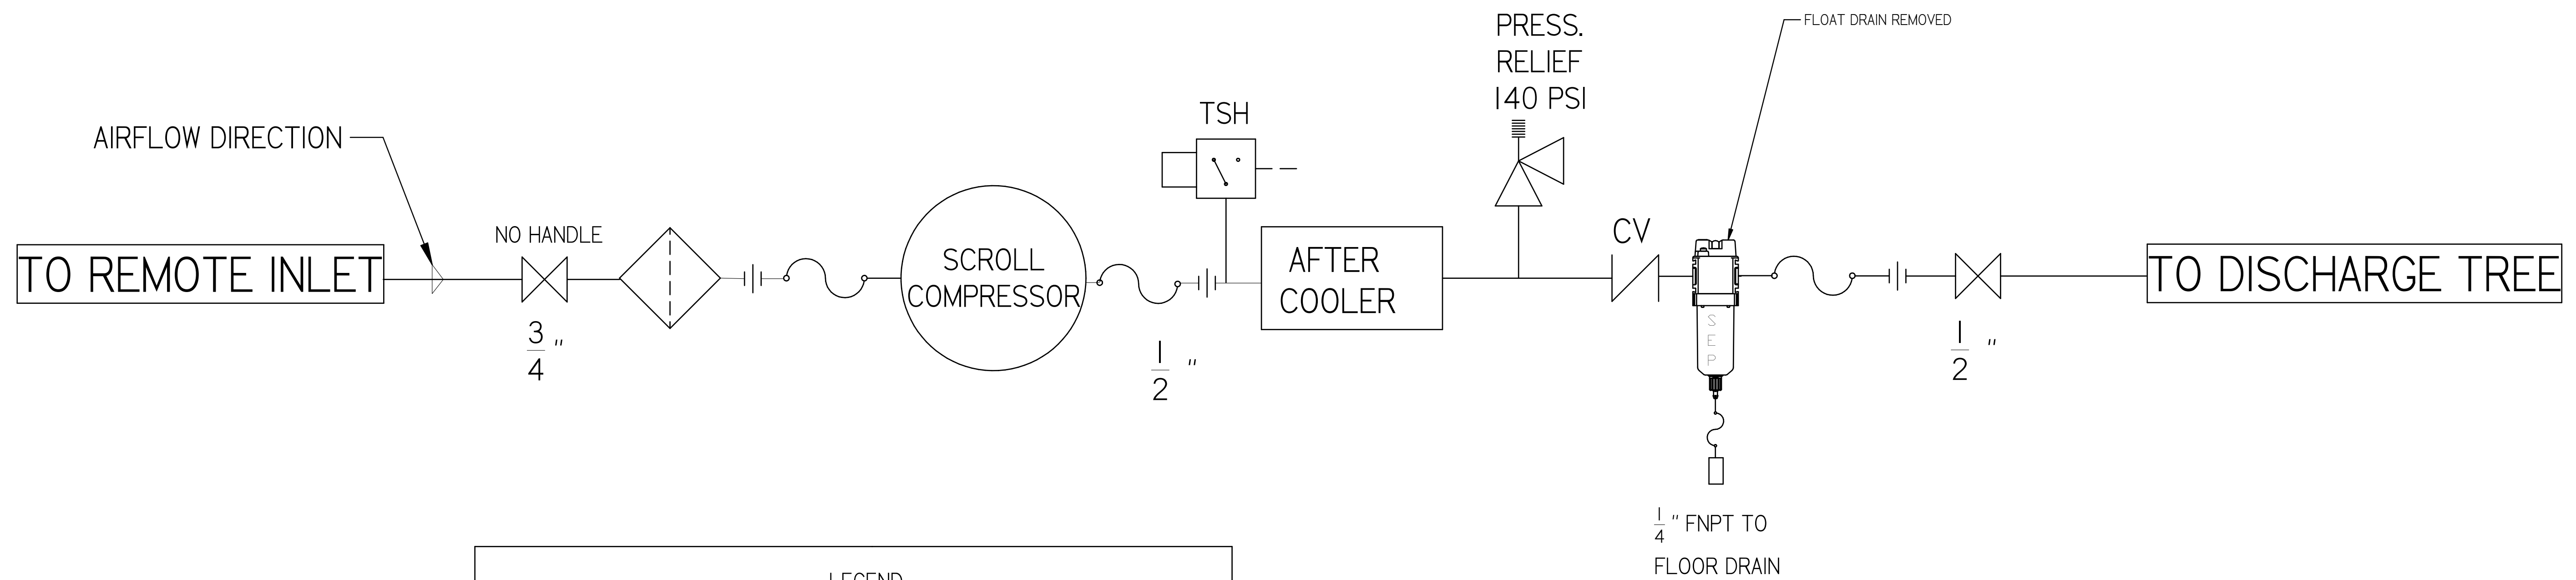 PRESS.
RELIEF
140 PSI
FLOAT DRAIN REMOVED
TSH
AIRFLOW DIRECTION
NO HANDLE
CV
TO REMOTE INLET
SCROLL
COMPRESSOR
AFTER
COOLER
S
E
P
TO DISCHARGE TREE
3/4 "
1/2 "
1/2 "
1/4 " FNPT TO
FLOOR DRAIN
LEGEND